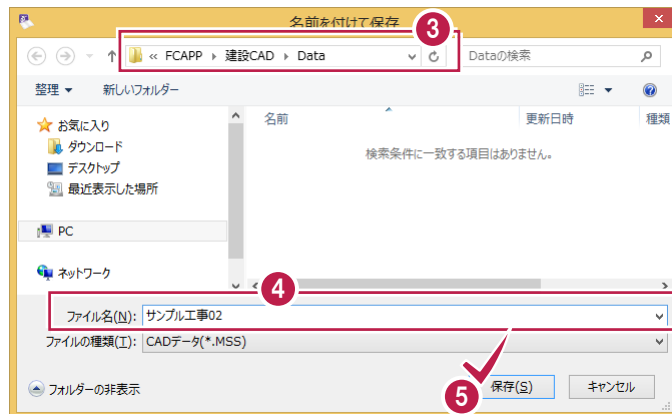 名前を付けて保存
3
« FCAPP 建設CAD Data
Dataの検索
整理 新しいフォルダー
名前 更新日時 種類
お気に入り
ダウンロード
デスクトップ
最近表示した場所
検索条件に一致する項目はありません。
PC
ネットワーク
4
ファイル名(N): サンプル工事02
ファイルの種類(T): CADデータ(*.MSS)
5
フォルダーの非表示 保存(S) キャンセル